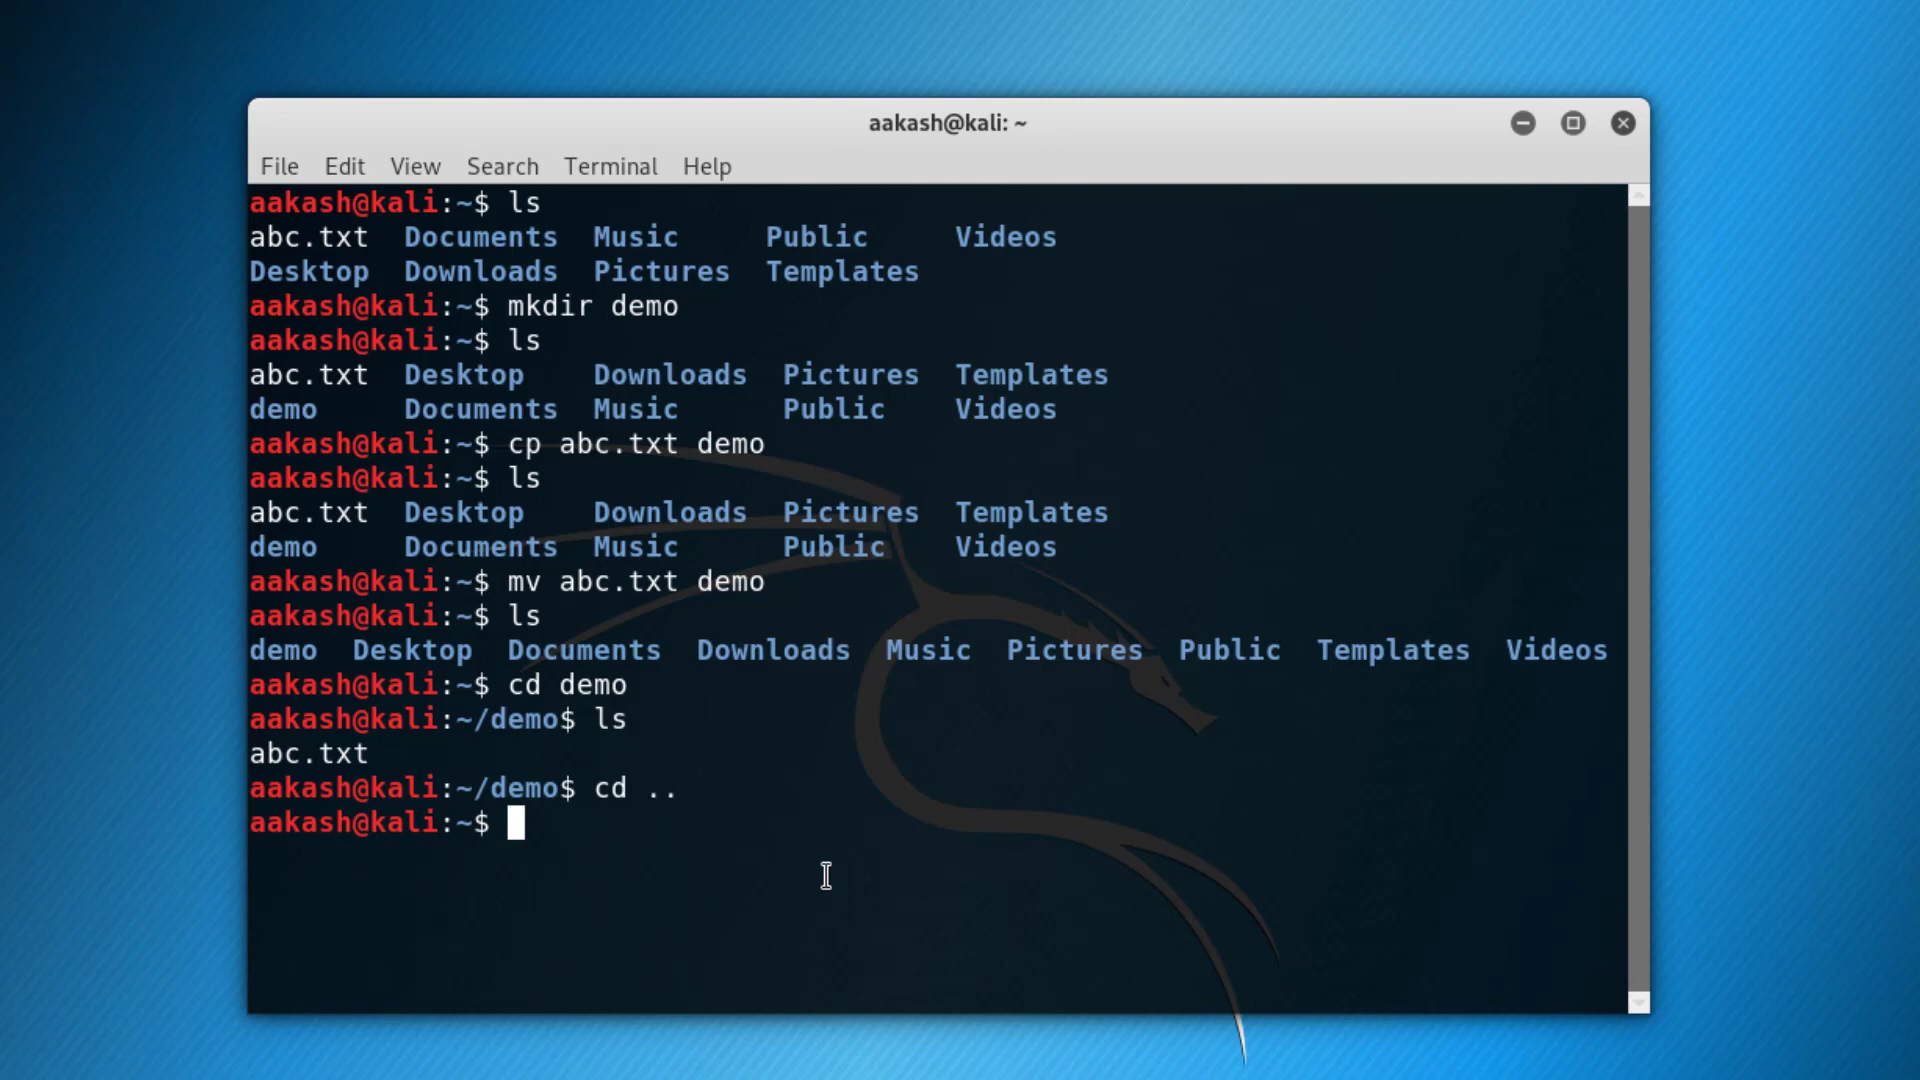 aakash@kali: ~
File Edit View Search Terminal Help
aakash@kali:~$ ls
abc.txt Documents Music Public Videos
Desktop Downloads Pictures Templates
aakash@kali:~$ mkdir demo
aakash@kali:~$ ls
abc.txt Desktop Downloads Pictures Templates
demo Documents Music Public Videos
aakash@kali:~$ cp abc.txt demo
aakash@kali:~$ ls
abc.txt Desktop Downloads Pictures Templates
demo Documents Music Public Videos
aakash@kali:~$ mv abc.txt demo
aakash@kali:~$ ls
demo Desktop Documents Downloads Music Pictures Public Templates Videos
aakash@kali:~$ cd demo
aakash@kali:~/demo$ ls
abc.txt
aakash@kali:~/demo$ cd ..
aakash@kali:~$